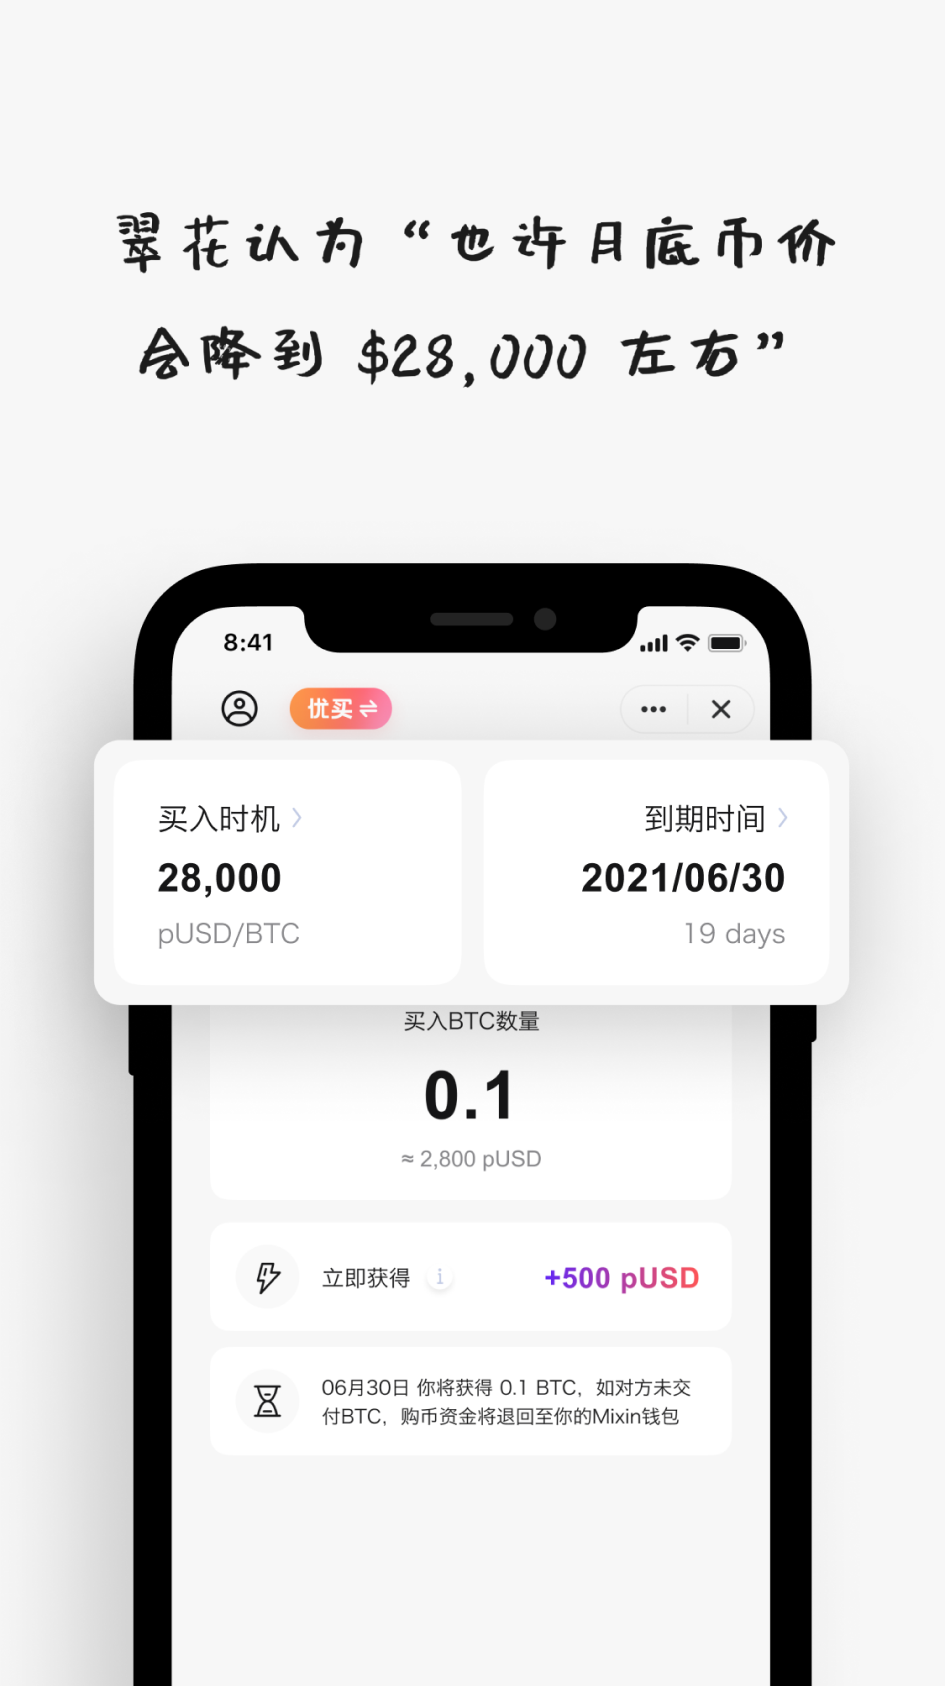 翠花认为“也许月底币价
会降到 $28,000 左右”
8:41
优买
买入时机
28,000
pUSD/BTC
到期时间
2021/06/30
19 days
买入BTC数量
0.1
≈ 2,800 pUSD
立即获得 i +500 pUSD
06月30日 你将获得 0.1 BTC，如对方未交
付BTC，购币资金将退回至你的Mixin钱包